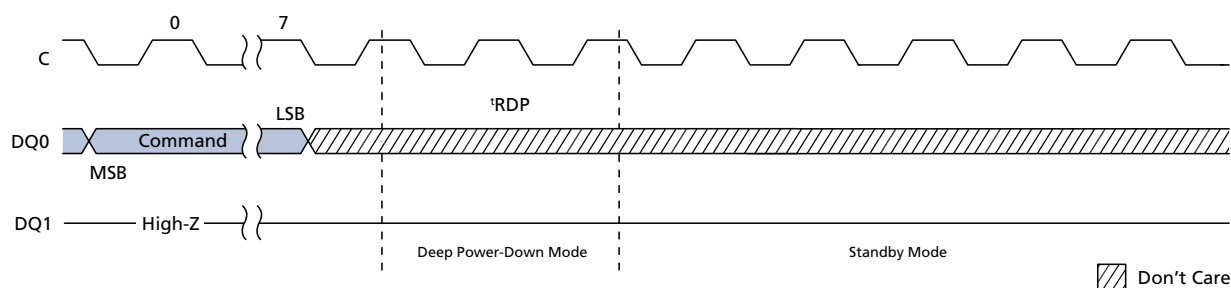 0 7
C
ᵗRDP
LSB
DQ0 Command
MSB
DQ1 High-Z
Deep Power-Down Mode Standby Mode
Don't Care